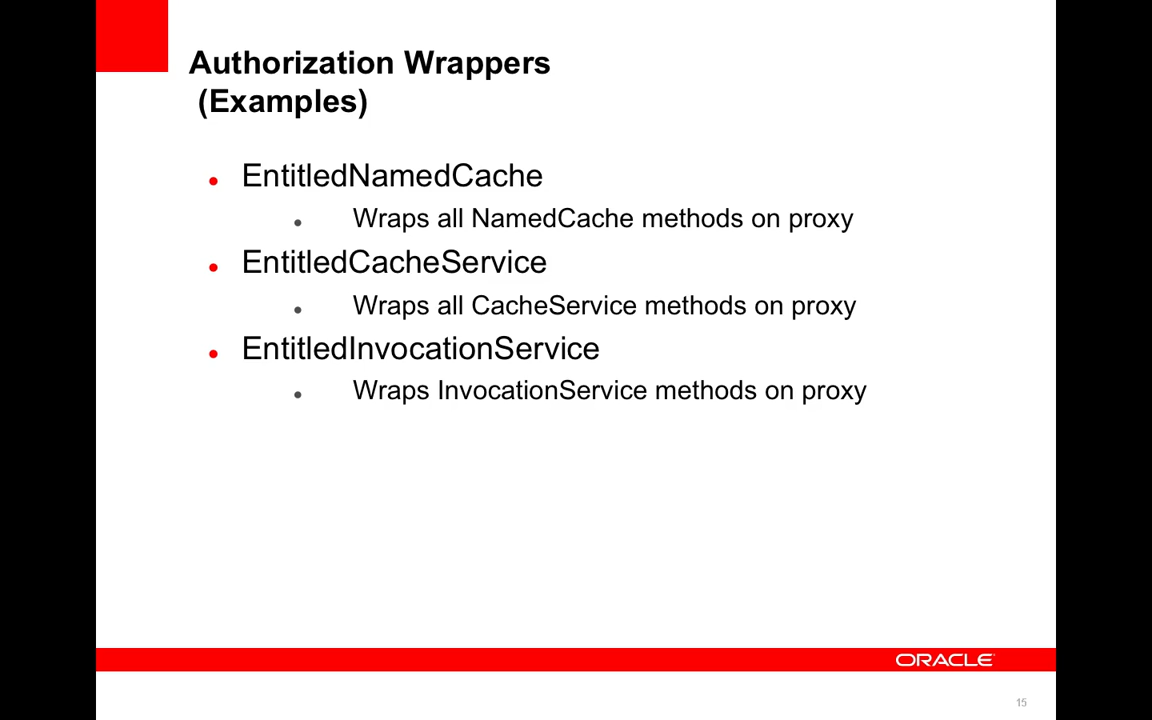 Authorization Wrappers
(Examples)
EntitledNamedCache
Wraps all NamedCache methods on proxy
EntitledCacheService
Wraps all CacheService methods on proxy
EntitledInvocationService
Wraps InvocationService methods on proxy
ORACLE
15